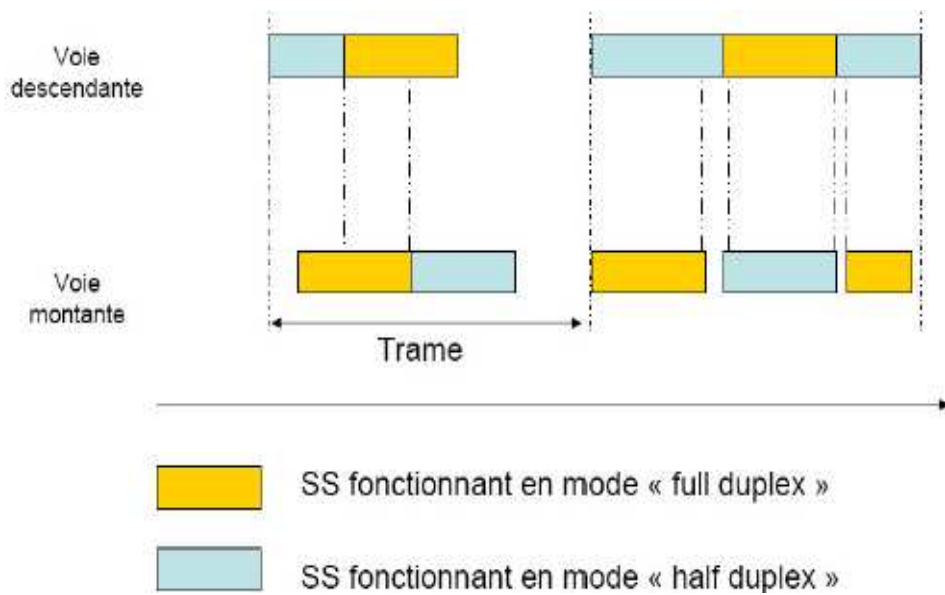 Voie
descendante
Voie
montante
Trame
SS fonctionnant en mode « full duplex »
SS fonctionnant en mode « half duplex »